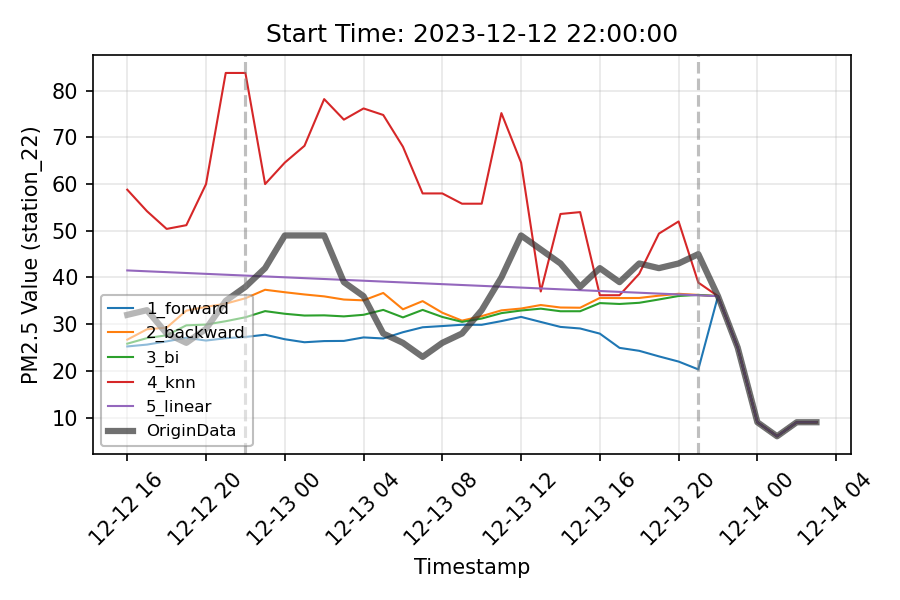 Start Time: 2023-12-12 22:00:00
PM2.5 Value (station_22)
80
70
60
50
40
30
20
10
1_forward
2_backward
3_bi
4_knn
5_linear
OriginData
12-12 16
12-12 20
12-13 00
12-13 04
12-13 08
12-13 12
12-13 16
12-13 20
12-14 00
12-14 04
Timestamp